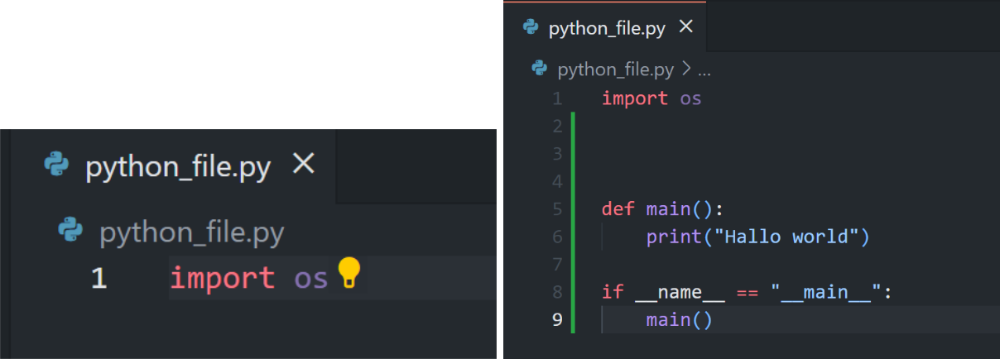 python_file.py
python_file.py
1 import os
python_file.py
python_file.py > ...
1 import os
2
3
4
5 def main():
6 print("Hallo world")
7
8 if __name__ == "__main__":
9 main()